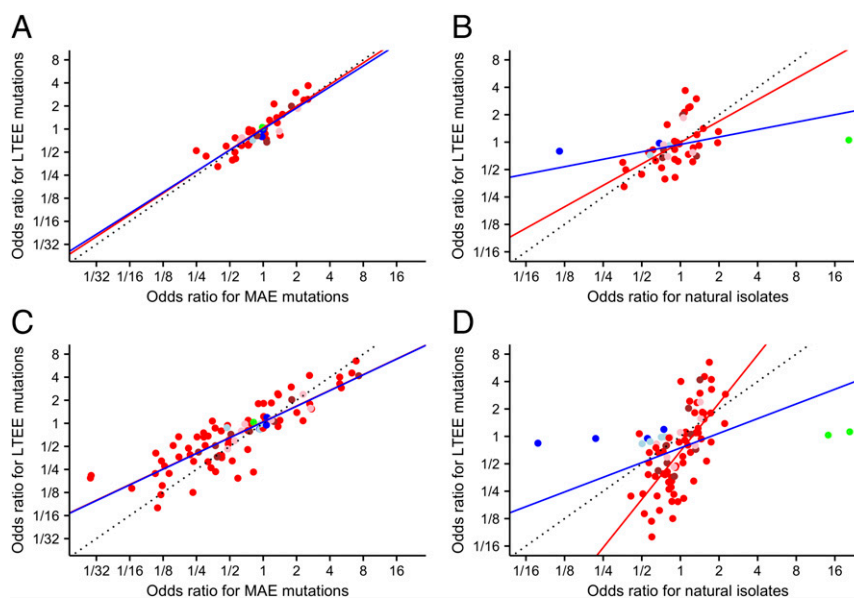 A
8
4
2
1
1/2
1/4
1/8
1/16
1/32
Odds ratio for LTEE mutations
1/32 1/16 1/8 1/4 1/2 1 2 4 8 16
Odds ratio for MAE mutations
B
8
4
2
1
1/2
1/4
1/8
1/16
Odds ratio for LTEE mutations
1/16 1/8 1/4 1/2 1 2 4 8 16
Odds ratio for natural isolates
C
8
4
2
1
1/2
1/4
1/8
1/16
1/32
Odds ratio for LTEE mutations
1/32 1/16 1/8 1/4 1/2 1 2 4 8 16
Odds ratio for MAE mutations
D
8
4
2
1
1/2
1/4
1/8
1/16
Odds ratio for LTEE mutations
1/16 1/8 1/4 1/2 1 2 4 8 16
Odds ratio for natural isolates